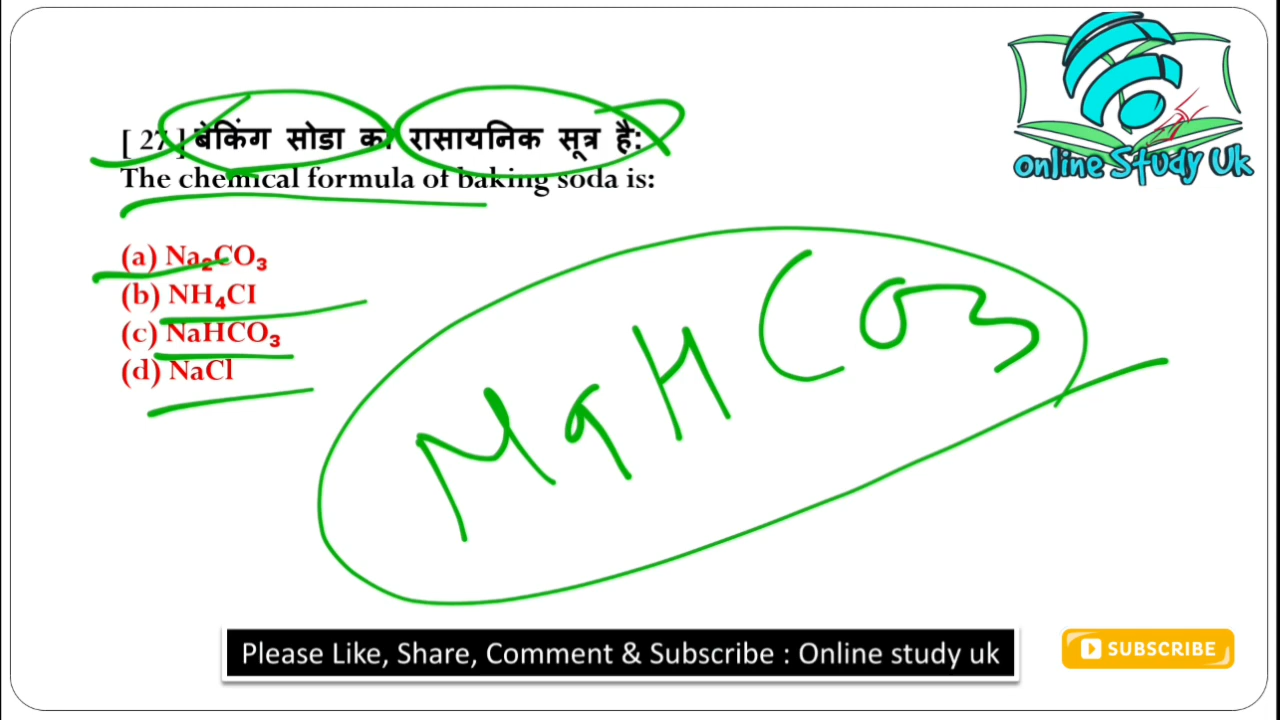 [ 27 ] बेकिंग सोडा का रासायनिक सूत्र है:
The chemical formula of baking soda is:
(a) Na₂CO₃
(b) NH₄CI
(c) NaHCO₃
(d) NaCl
NaHCO3
Online Study Uk
Please Like, Share, Comment & Subscribe : Online study uk
SUBSCRIBE